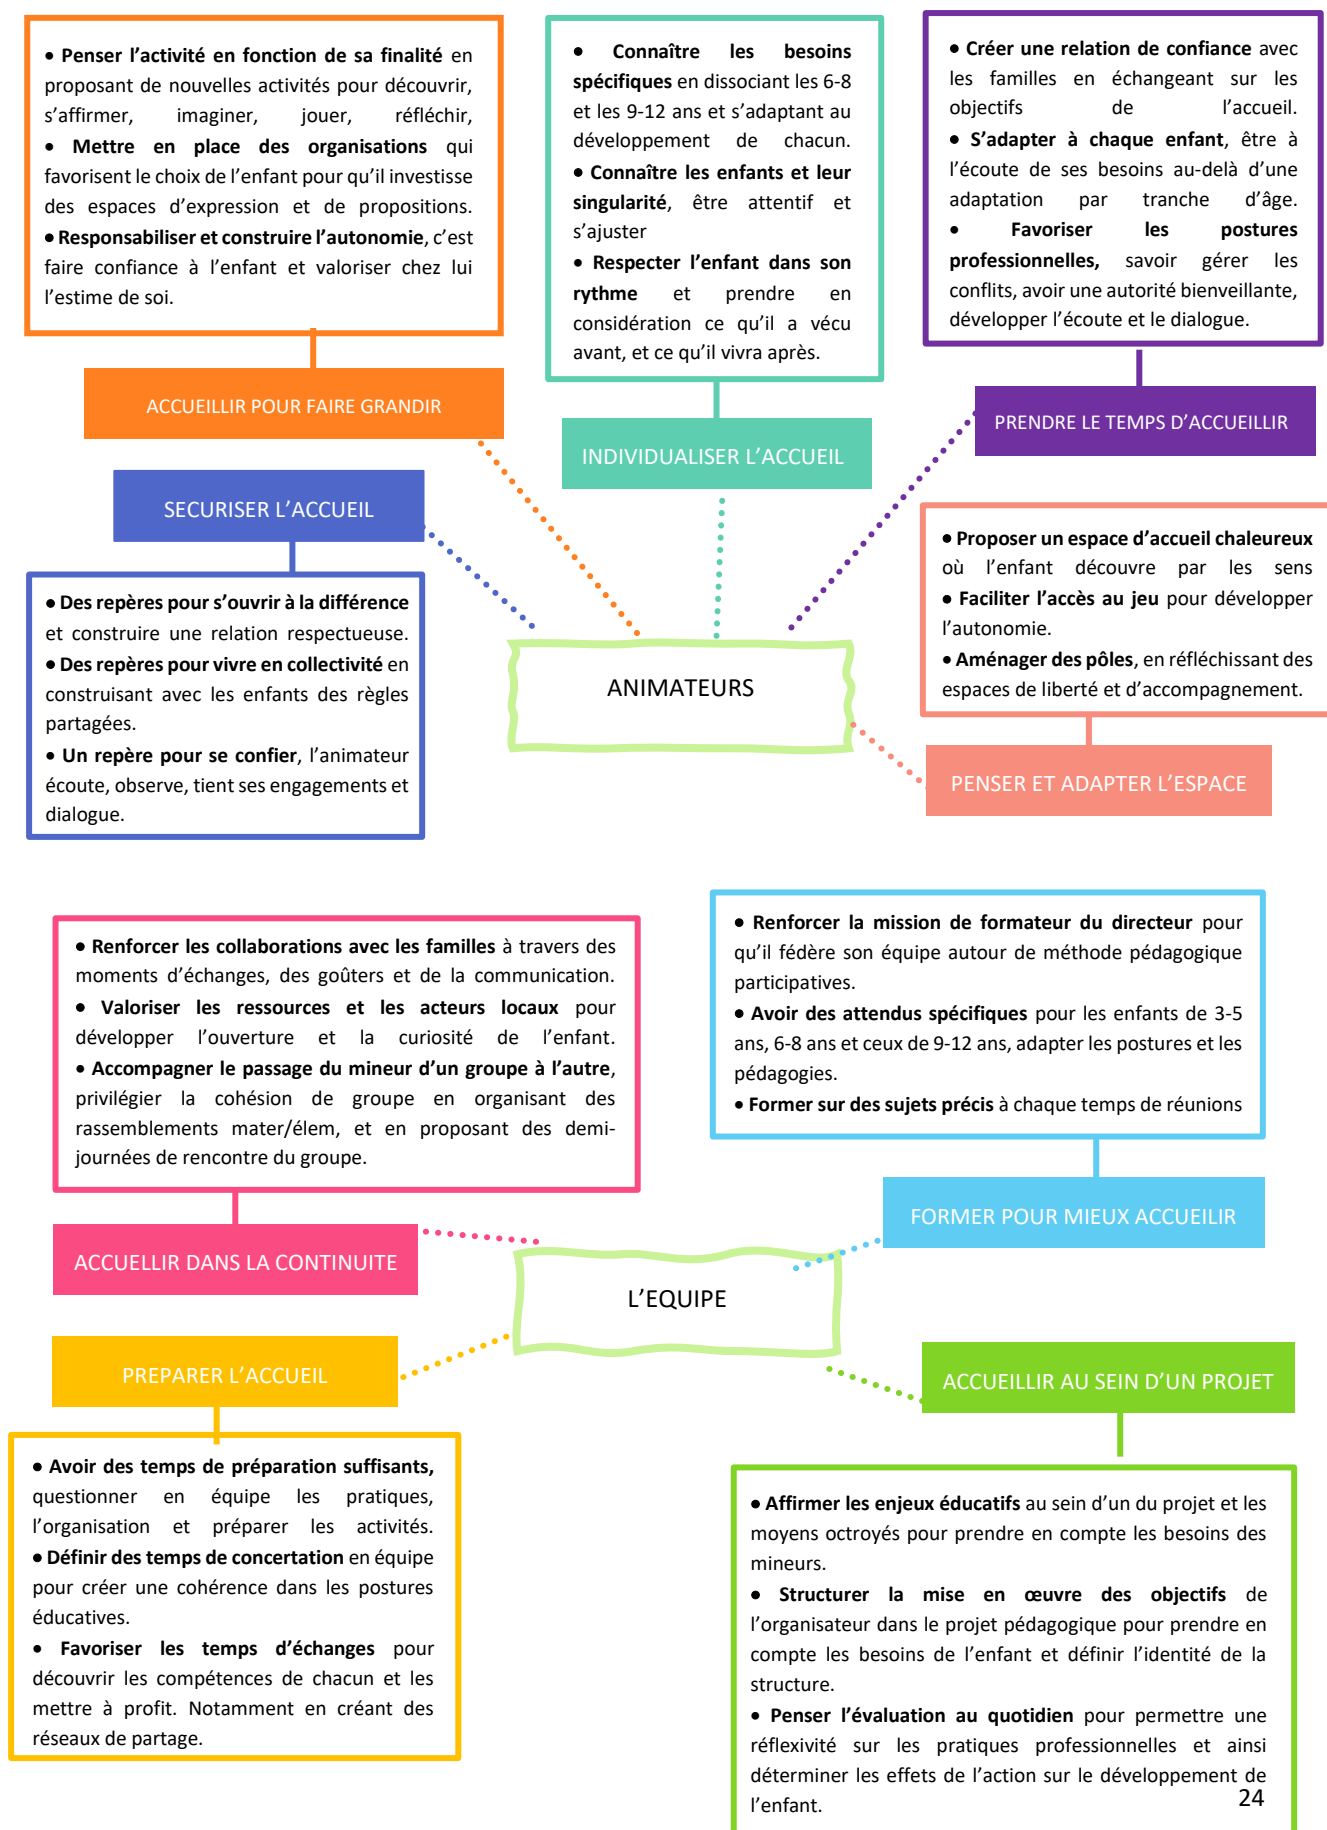 • Penser l’activité en fonction de sa finalité en
proposant de nouvelles activités pour découvrir,
s’affirmer, imaginer, jouer, réfléchir,
• Mettre en place des organisations qui
favorisent le choix de l’enfant pour qu’il investisse
des espaces d’expression et de propositions.
• Responsabiliser et construire l’autonomie, c’est
faire confiance à l’enfant et valoriser chez lui
l’estime de soi.
ACCUEILLIR POUR FAIRE GRANDIR
• Connaître les besoins
spécifiques en dissociant les 6-8
et les 9-12 ans et s’adaptant au
développement de chacun.
• Connaître les enfants et leur
singularité, être attentif et
s’ajuster
• Respecter l’enfant dans son
rythme et prendre en
considération ce qu’il a vécu
avant, et ce qu’il vivra après.
INDIVIDUALISER L’ACCUEIL
• Créer une relation de confiance avec
les familles en échangeant sur les
objectifs de l’accueil.
• S’adapter à chaque enfant, être à
l’écoute de ses besoins au-delà d’une
adaptation par tranche d’âge.
• Favoriser les postures
professionnelles, savoir gérer les
conflits, avoir une autorité bienveillante,
développer l’écoute et le dialogue.
PRENDRE LE TEMPS D’ACCUEILLIR
SECURISER L’ACCUEIL
• Des repères pour s’ouvrir à la différence
et construire une relation respectueuse.
• Des repères pour vivre en collectivité en
construisant avec les enfants des règles
partagées.
• Un repère pour se confier, l’animateur
écoute, observe, tient ses engagements et
dialogue.
ANIMATEURS
• Proposer un espace d’accueil chaleureux
où l’enfant découvre par les sens
• Faciliter l’accès au jeu pour développer
l’autonomie.
• Aménager des pôles, en réfléchissant des
espaces de liberté et d’accompagnement.
PENSER ET ADAPTER L’ESPACE
• Renforcer les collaborations avec les familles à travers des
moments d’échanges, des goûters et de la communication.
• Valoriser les ressources et les acteurs locaux pour
développer l’ouverture et la curiosité de l’enfant.
• Accompagner le passage du mineur d’un groupe à l’autre,
privilégier la cohésion de groupe en organisant des
rassemblements mater/élem, et en proposant des demi-
journées de rencontre du groupe.
ACCUELLIR DANS LA CONTINUITE
• Renforcer la mission de formateur du directeur pour
qu’il fédère son équipe autour de méthode pédagogique
participatives.
• Avoir des attendus spécifiques pour les enfants de 3-5
ans, 6-8 ans et ceux de 9-12 ans, adapter les postures et les
pédagogies.
• Former sur des sujets précis à chaque temps de réunions
FORMER POUR MIEUX ACCUEILIR
L’EQUIPE
PREPARER L’ACCUEIL
• Avoir des temps de préparation suffisants,
questionner en équipe les pratiques,
l’organisation et préparer les activités.
• Définir des temps de concertation en équipe
pour créer une cohérence dans les postures
éducatives.
• Favoriser les temps d’échanges pour
découvrir les compétences de chacun et les
mettre à profit. Notamment en créant des
réseaux de partage.
ACCUEILLIR AU SEIN D’UN PROJET
• Affirmer les enjeux éducatifs au sein d’un du projet et les
moyens octroyés pour prendre en compte les besoins des
mineurs.
• Structurer la mise en œuvre des objectifs de
l’organisateur dans le projet pédagogique pour prendre en
compte les besoins de l’enfant et définir l’identité de la
structure.
• Penser l’évaluation au quotidien pour permettre une
réflexivité sur les pratiques professionnelles et ainsi
déterminer les effets de l’action sur le développement de
l’enfant.
24